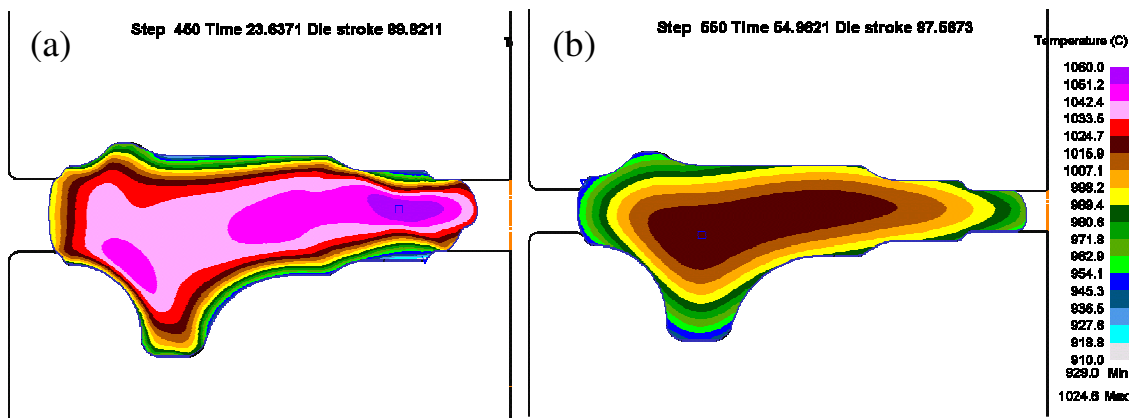 (a)
Step 450 Time 23.6371 Die stroke 89.8211
(b)
Step 550 Time 54.9621 Die stroke 97.5673
Temperature (C)
1060.0
1051.2
1042.4
1033.5
1024.7
1015.9
1007.1
998.2
989.4
980.6
971.8
962.9
954.1
945.3
936.5
927.6
918.8
910.0
929.0 Min
1024.6 Max